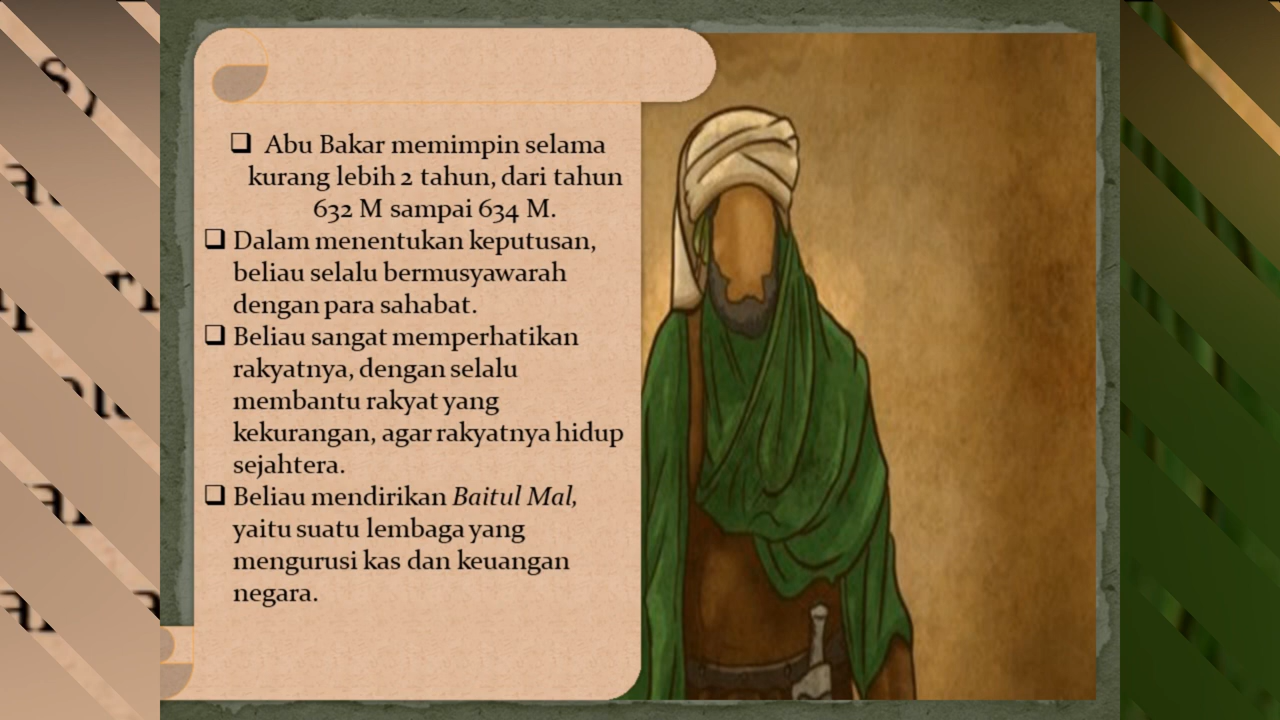 ❑ Abu Bakar memimpin selama
kurang lebih 2 tahun, dari tahun
632 M sampai 634 M.
❑ Dalam menentukan keputusan,
beliau selalu bermusyawarah
dengan para sahabat.
❑ Beliau sangat memperhatikan
rakyatnya, dengan selalu
membantu rakyat yang
kekurangan, agar rakyatnya hidup
sejahtera.
❑ Beliau mendirikan Baitul Mal,
yaitu suatu lembaga yang
mengurusi kas dan keuangan
negara.